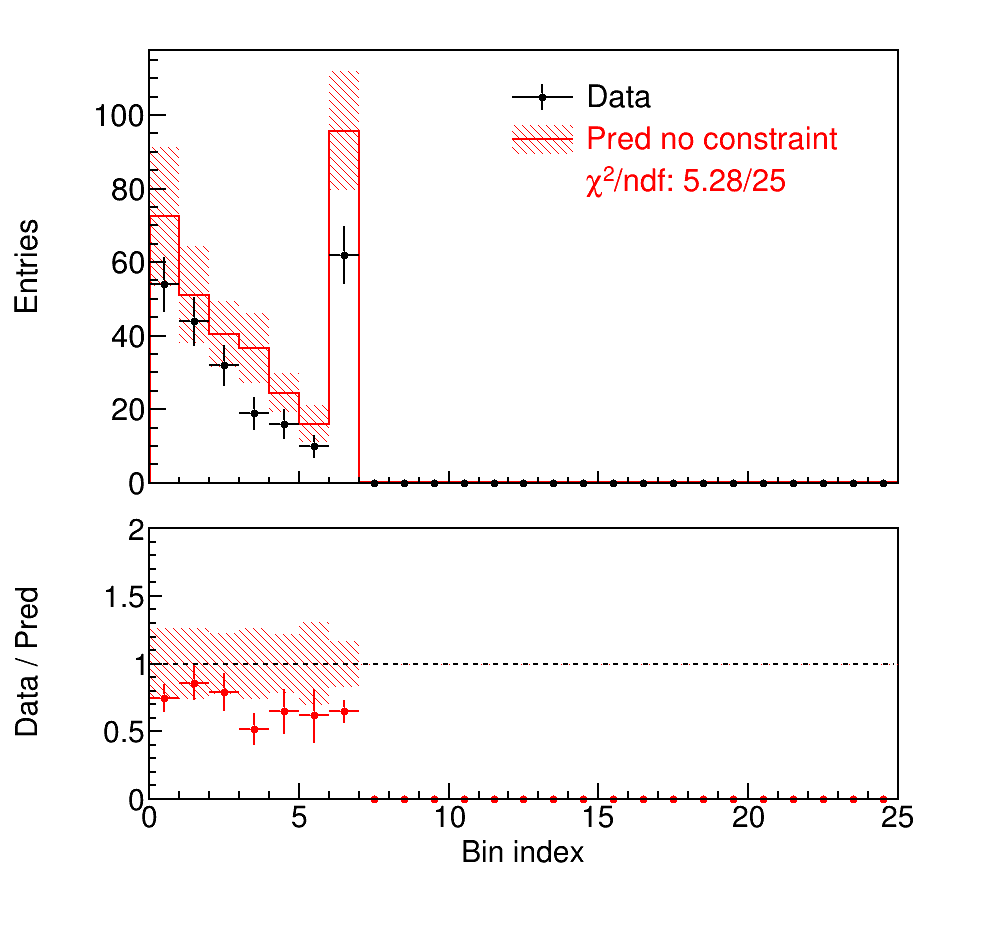 Entries
100
80
60
40
20
0
Data
Pred no constraint
χ²/ndf: 5.28/25
Data / Pred
2
1.5
1
0.5
0
0 5 10 15 20 25
Bin index